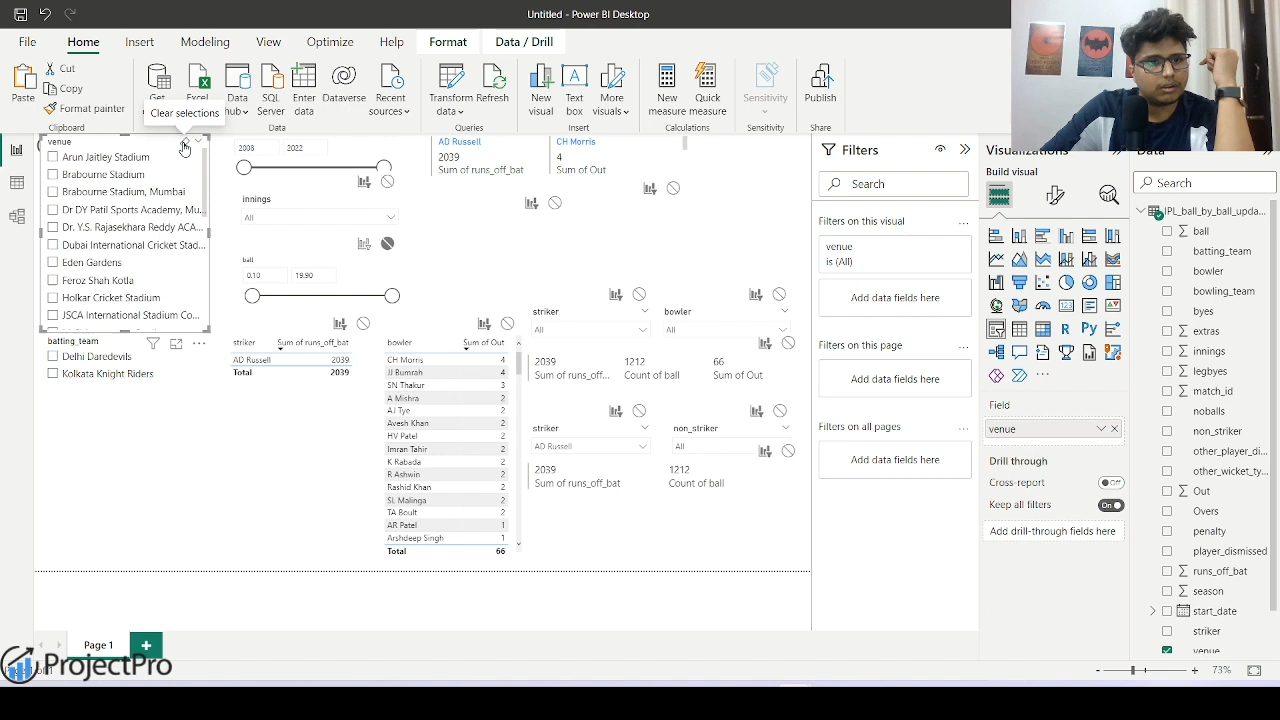 Untitled - Power BI Desktop
File Home Insert Modeling View Optimize Help Format Data / Drill
Paste
Cut
Copy
Format painter
Clipboard
Get
Excel
Data
hub
SQL
Server
Enter
data
Dataverse
Recent
sources
Data
Clear selections
Transform
data
Refresh
Queries
New
visual
Text
box
More
visuals
Insert
New
measure
Quick
measure
Calculations
Sensitivity
Sensitivity
Publish
Share
venue
Arun Jaitley Stadium
Brabourne Stadium
Brabourne Stadium, Mumbai
Dr DY Patil Sports Academy, Mu...
Dr. Y.S. Rajasekhara Reddy ACA...
Dubai International Cricket Stad...
Eden Gardens
Feroz Shah Kotla
Holkar Cricket Stadium
JSCA International Stadium Co...
batting_team
Delhi Daredevils
Kolkata Knight Riders
2008 2022
innings
All
ball
0.10 19.90
AD Russell
2039
Sum of runs_off_bat
CH Morris
4
Sum of Out
striker Sum of runs_off_bat
AD Russell 2039
Total 2039
bowler Sum of Out
CH Morris 4
JJ Bumrah 4
SN Thakur 3
A Mishra 2
AJ Tye 2
Avesh Khan 2
HV Patel 2
Imran Tahir 2
K Rabada 2
R Ashwin 2
Rashid Khan 2
SL Malinga 2
TA Boult 2
AR Patel 1
Arshdeep Singh 1
Total 66
striker
All
bowler
All
2039
Sum of runs_off...
1212
Count of ball
66
Sum of Out
striker
AD Russell
non_striker
All
2039
Sum of runs_off_bat
1212
Count of ball
Filters
Search
Filters on this visual
venue
is (All)
Add data fields here
Filters on this page
Add data fields here
Filters on all pages
Add data fields here
Visualizations
Build visual
Field
venue
Drill through
Cross-report Off
Keep all filters On
Add drill-through fields here
Data
Search
IPL_ball_by_ball_upda...
ball
batting_team
bowler
bowling_team
byes
extras
innings
legbyes
match_id
noballs
non_striker
other_player_di...
other_wicket_ty...
Out
Overs
penalty
player_dismissed
runs_off_bat
season
start_date
striker
venue
Page 1
73%
ProjectPro